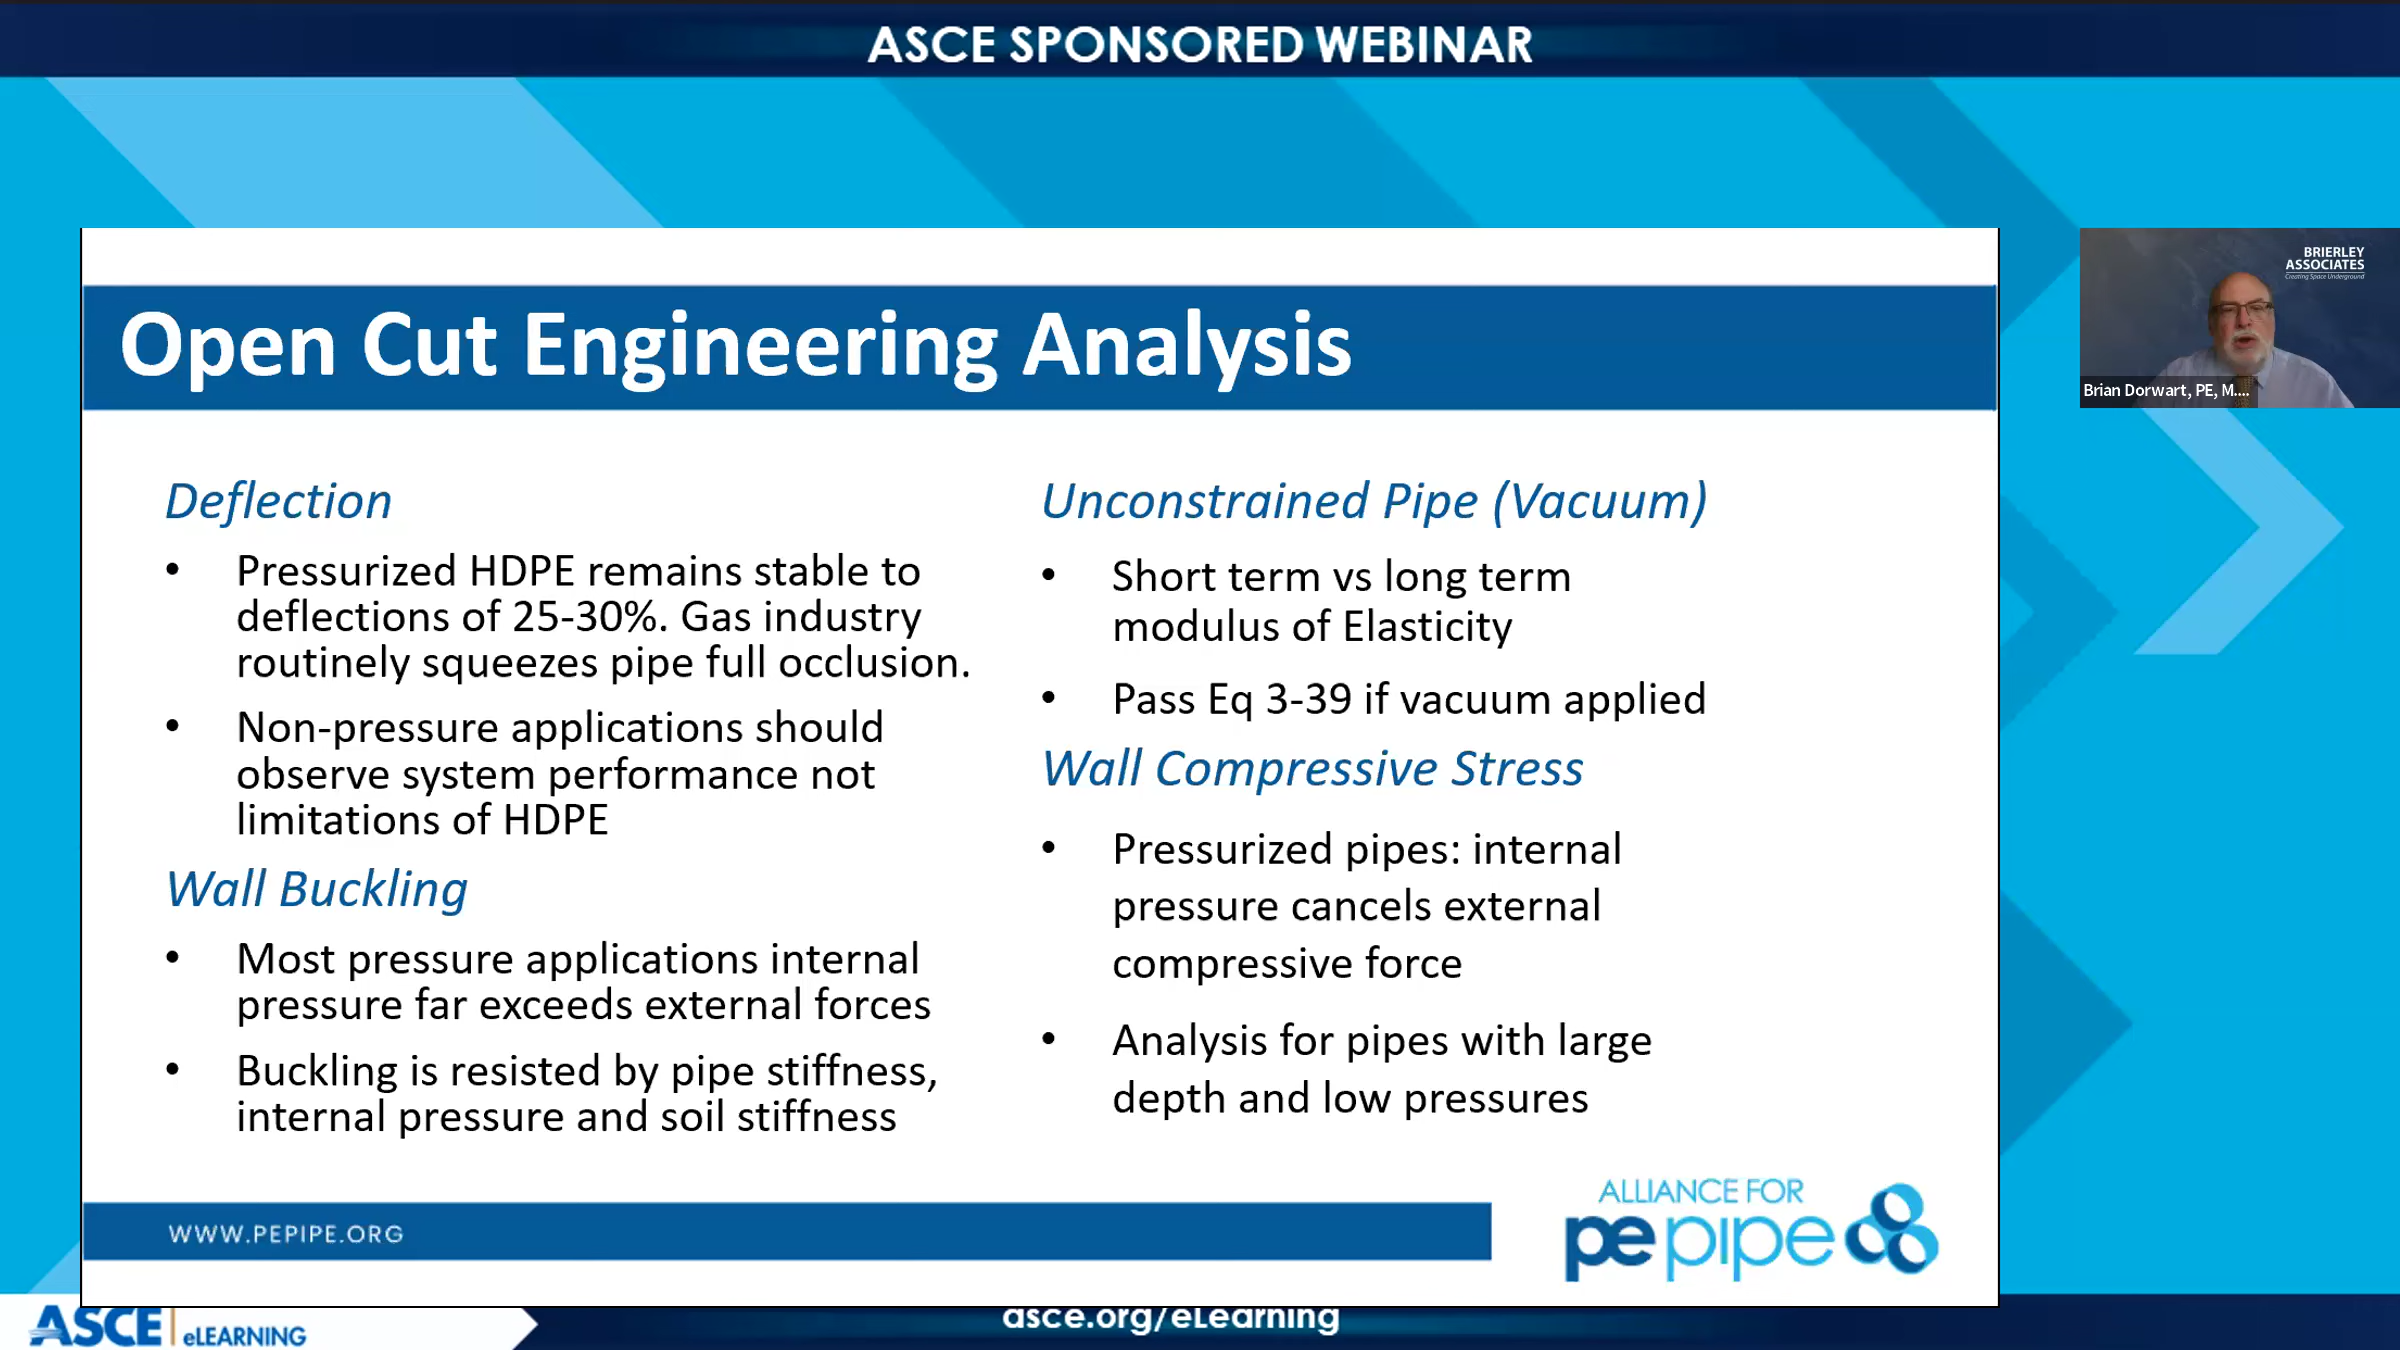 ASCE SPONSORED WEBINAR
BRIERLEY
ASSOCIATES
Creating Space Underground
Brian Dorwart, PE, M....
Open Cut Engineering Analysis
Deflection
• Pressurized HDPE remains stable to
deflections of 25-30%. Gas industry
routinely squeezes pipe full occlusion.
• Non-pressure applications should
observe system performance not
limitations of HDPE
Wall Buckling
• Most pressure applications internal
pressure far exceeds external forces
• Buckling is resisted by pipe stiffness,
internal pressure and soil stiffness
Unconstrained Pipe (Vacuum)
• Short term vs long term
modulus of Elasticity
• Pass Eq 3-39 if vacuum applied
Wall Compressive Stress
• Pressurized pipes: internal
pressure cancels external
compressive force
• Analysis for pipes with large
depth and low pressures
WWW.PEPIPE.ORG
ALLIANCE FOR
pepipe
ASCE eLEARNING
asce.org/eLearning